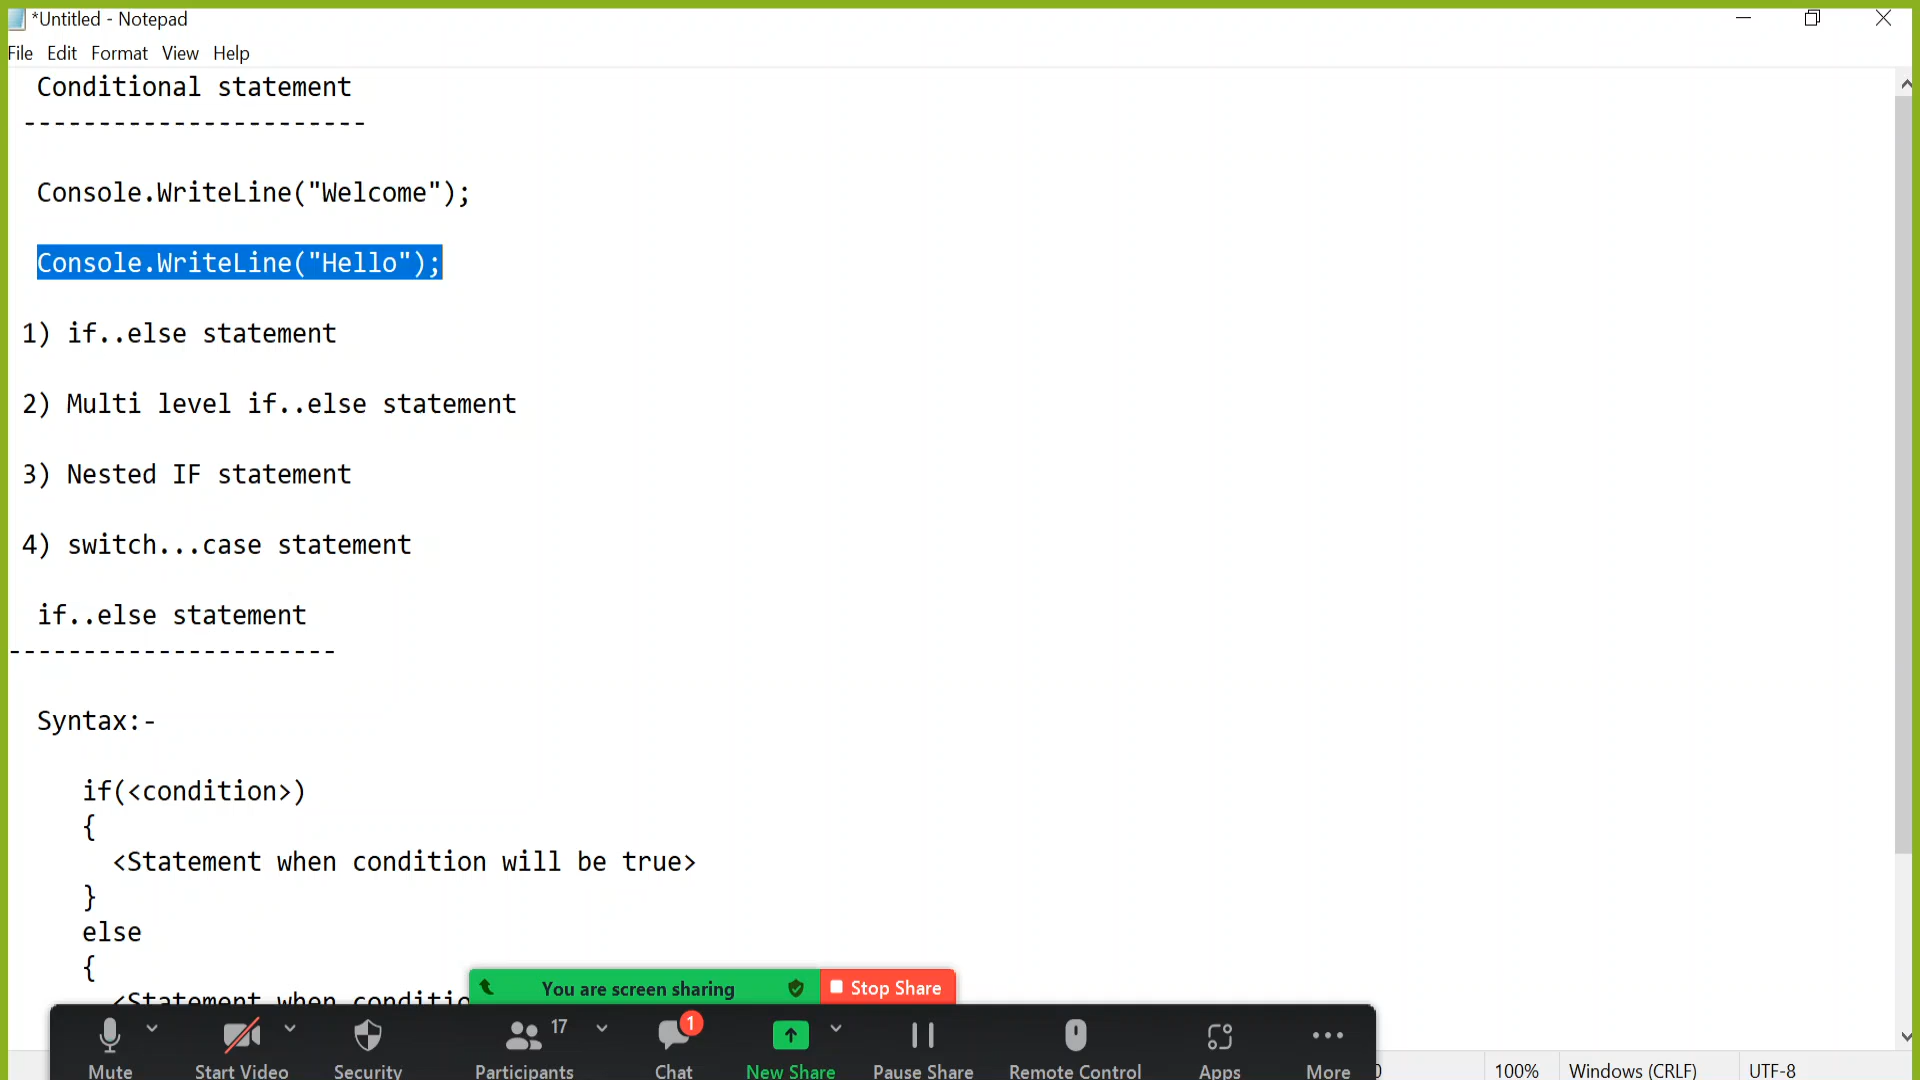 *Untitled - Notepad
File Edit Format View Help
Conditional statement
-----------------------
Console.WriteLine("Welcome");
Console.WriteLine("Hello");
1) if..else statement
2) Multi level if..else statement
3) Nested IF statement
4) switch...case statement
if..else statement
----------------------
Syntax:-
if(<condition>)
{
<Statement when condition will be true>
}
else
{
<Statement when conditio
You are screen sharing Stop Share
17 1
Mute Start Video Security Participants Chat New Share Pause Share Remote Control Apps More
100% Windows (CRLF) UTF-8